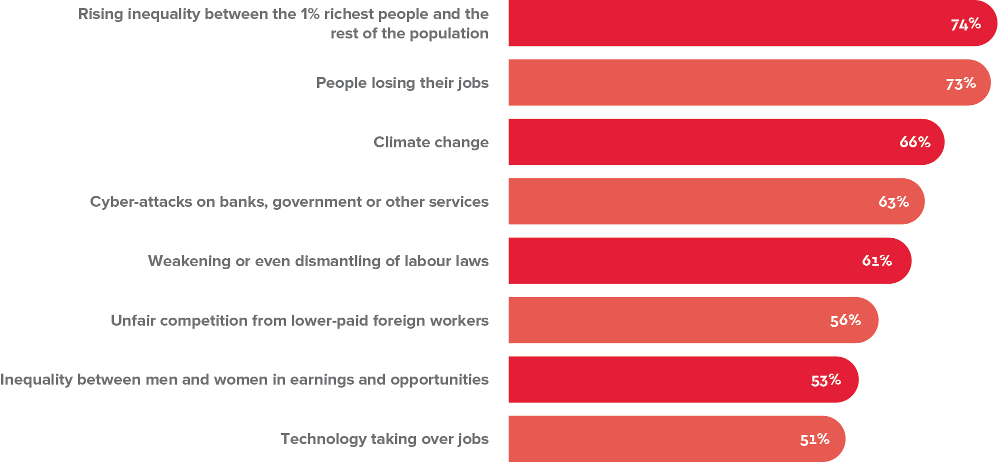 Rising inequality between the 1% richest people and the
rest of the population
74%
People losing their jobs
73%
Climate change
66%
Cyber-attacks on banks, government or other services
63%
Weakening or even dismantling of labour laws
61%
Unfair competition from lower-paid foreign workers
56%
Inequality between men and women in earnings and opportunities
53%
Technology taking over jobs
51%